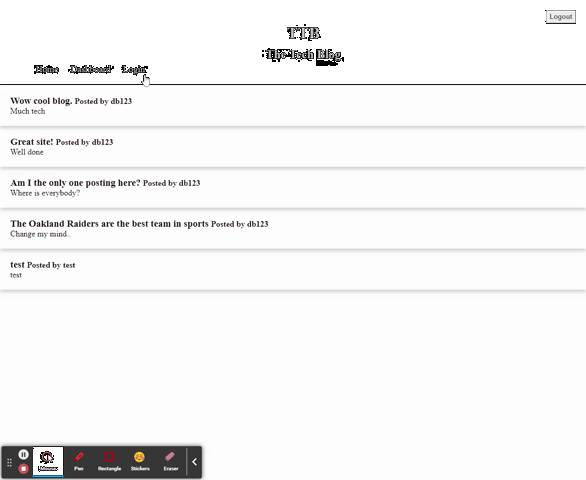 Logout
TTB
The Tech Blog
Home Dashboard Login
Wow cool blog. Posted by db123
Much tech
Great site! Posted by db123
Well done
Am I the only one posting here? Posted by db123
Where is everybody?
The Oakland Raiders are the best team in sports Posted by db123
Change my mind..
test Posted by test
test
Pen Rectangle Stickers Eraser